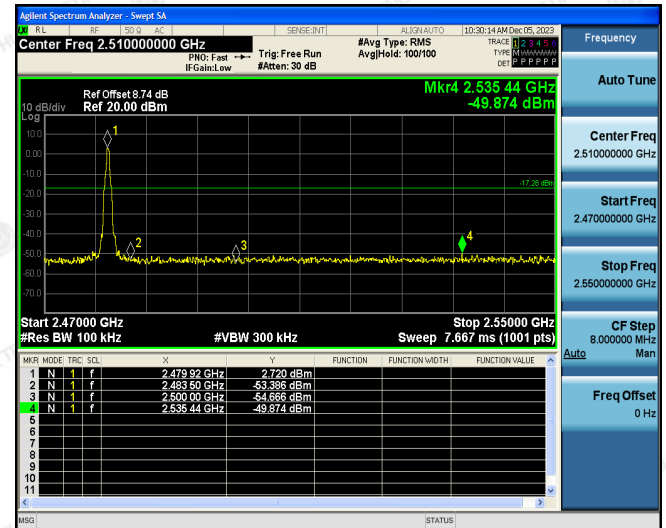 Agilent Spectrum Analyzer - Swept SA
RL RF 50 Ω AC SENSE:INT ALIGN AUTO 10:30:14 AM Dec 05, 2023
Center Freq 2.510000000 GHz
PNO: Fast
IFGain:Low
Trig: Free Run
#Atten: 30 dB
#Avg Type: RMS
Avg|Hold: 100/100
TRACE 1 2 3 4 5 6
TYPE M
DET P P P P P P
Frequency
Auto Tune
Center Freq
2.510000000 GHz
Start Freq
2.470000000 GHz
Stop Freq
2.550000000 GHz
CF Step
8.000000 MHz
Auto Man
Freq Offset
0 Hz
Ref Offset 8.74 dB
10 dB/div Ref 20.00 dBm
Log
Mkr4 2.535 44 GHz
-49.874 dBm
10.0
0.00
-10.0
-20.0
-30.0
-40.0
-50.0
-60.0
-70.0
1
2
3
4
-17.28 dBm
Start 2.47000 GHz Stop 2.55000 GHz
#Res BW 100 kHz #VBW 300 kHz Sweep 7.667 ms (1001 pts)
MKR MODE TRC SCL X Y FUNCTION FUNCTION WIDTH FUNCTION VALUE
1 N 1 f 2.479 92 GHz 2.720 dBm
2 N 1 f 2.483 50 GHz -53.386 dBm
3 N 1 f 2.500 00 GHz -54.666 dBm
4 N 1 f 2.535 44 GHz -49.874 dBm
5
6
7
8
9
10
11
MSG STATUS